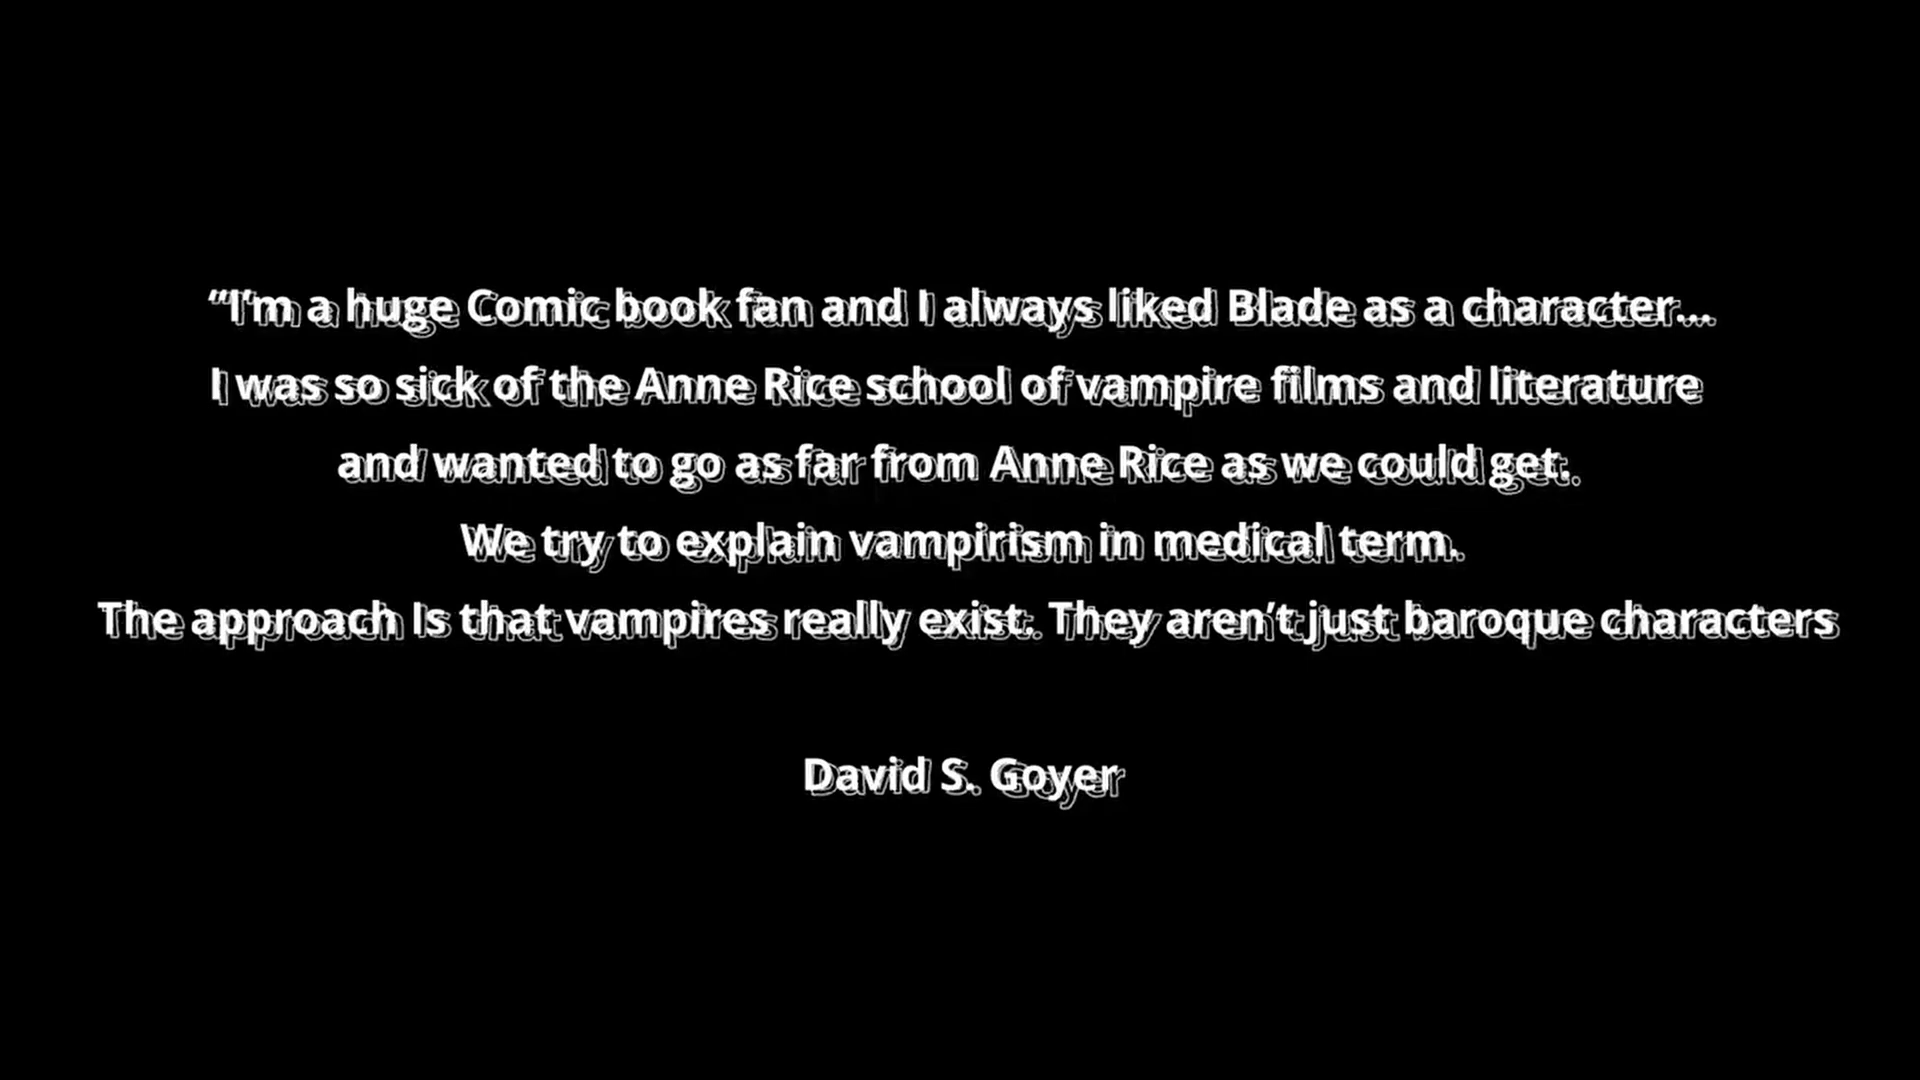 “I’m a huge Comic book fan and I always liked Blade as a character...
I was so sick of the Anne Rice school of vampire films and literature
and wanted to go as far from Anne Rice as we could get.
We try to explain vampirism in medical term.
The approach Is that vampires really exist. They aren’t just baroque characters
David S. Goyer